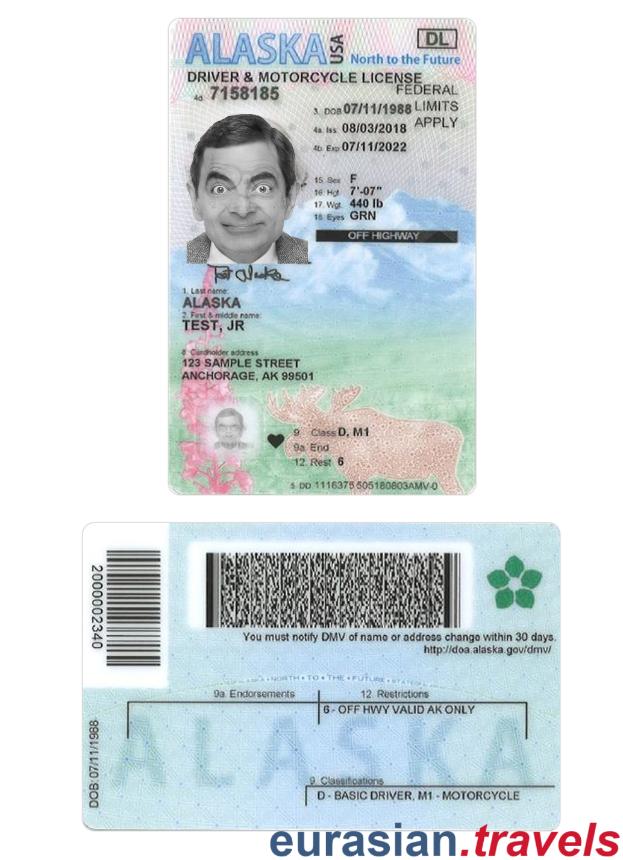 ALASKA USA DL
North to the Future
DRIVER & MOTORCYCLE LICENSE
4d 7158185
FEDERAL
LIMITS
APPLY
3. DOB 07/11/1988
4a. Iss 08/03/2018
4b. Exp 07/11/2022
15. Sex F
16. Hgt 7'-07"
17. Wgt 440 lb
18. Eyes GRN
OFF HIGHWAY
Test Alaska
1. Last name:
ALASKA
2. First & middle name:
TEST, JR
8. Cardholder address
123 SAMPLE STREET
ANCHORAGE, AK 99501
9. Class D, M1
9a. End
12. Rest 6
5. DD 1116375 505180803AMV-0
2000002340
You must notify DMV of name or address change within 30 days.
http://doa.alaska.gov/dmv/
9a. Endorsements 12. Restrictions
6 - OFF HWY VALID AK ONLY
ALASKA
9. Classifications
D - BASIC DRIVER, M1 - MOTORCYCLE
DOB 07/11/1988
eurasian.travels